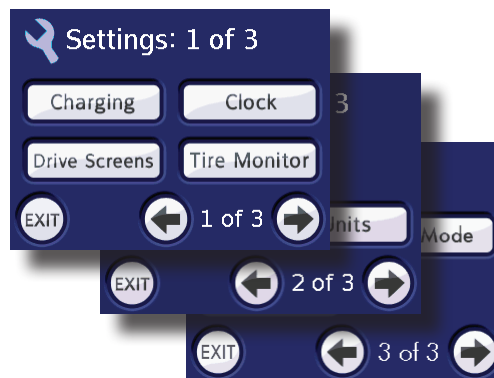 Settings: 1 of 3
Charging
Clock
Drive Screens
Tire Monitor
EXIT
1 of 3
3
Mode
EXIT
2 of 3
EXIT
3 of 3